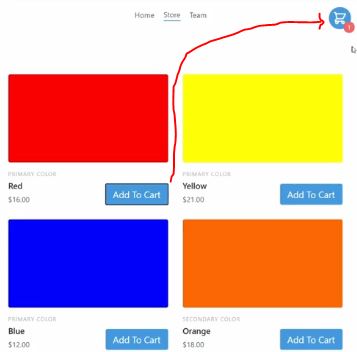 Home Store Team
1
PRIMARY COLOR
Red
$16.00
Add To Cart
PRIMARY COLOR
Yellow
$21.00
Add To Cart
PRIMARY COLOR
Blue
$12.00
Add To Cart
SECONDARY COLOR
Orange
$18.00
Add To Cart